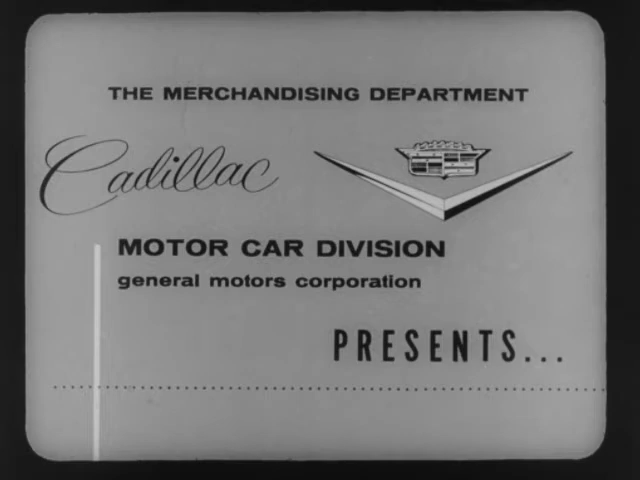 THE MERCHANDISING DEPARTMENT
Cadillac
MOTOR CAR DIVISION
general motors corporation
PRESENTS...